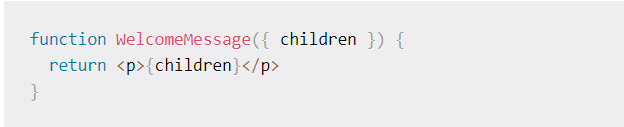 function WelcomeMessage({ children }) {
  return <p>{children}</p>
}